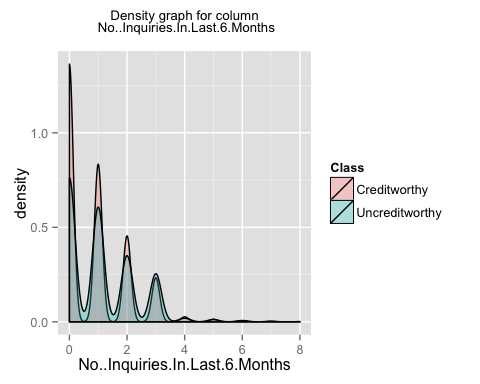 Density graph for column
No..Inquiries.In.Last.6.Months
density
1.0
0.5
0.0
0 2 4 6 8
No..Inquiries.In.Last.6.Months
Class
Creditworthy
Uncreditworthy